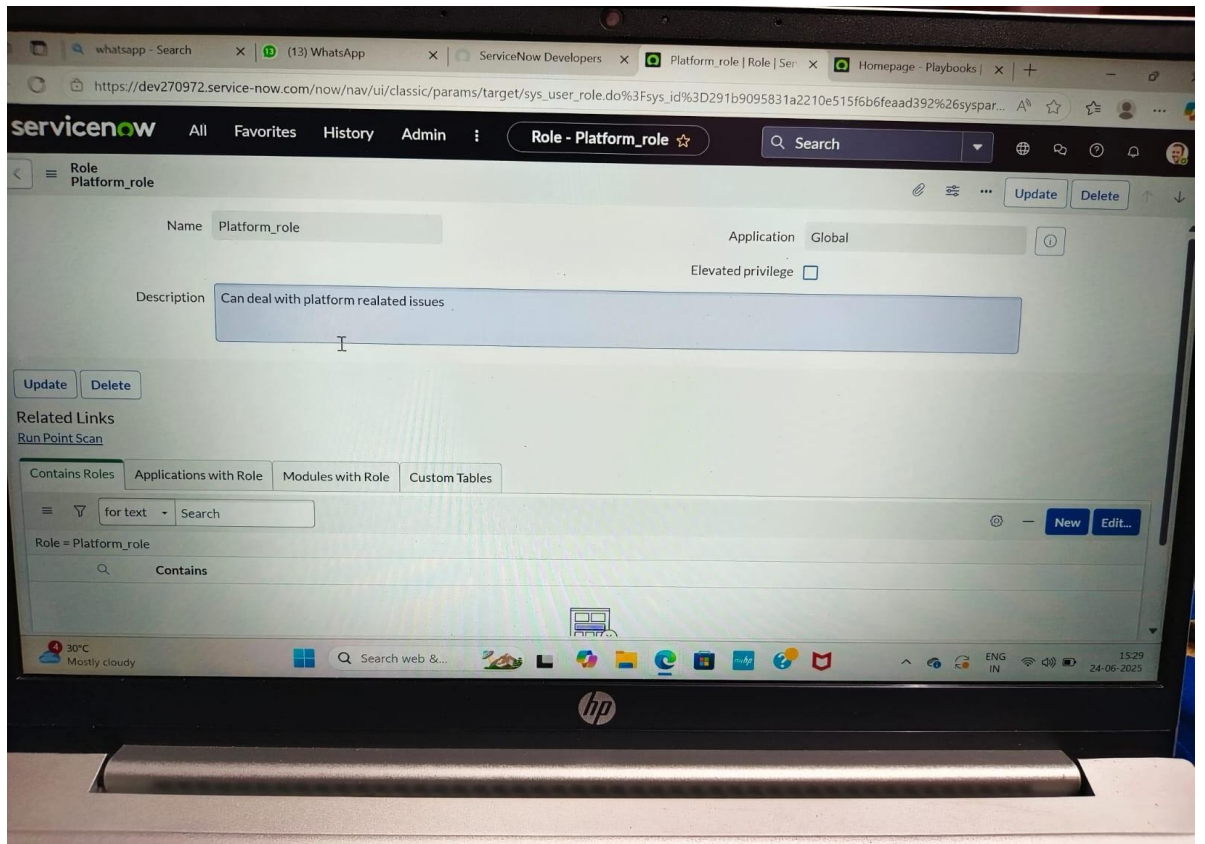 whatsapp - Search
(13) WhatsApp
ServiceNow Developers
Platform_role | Role | Ser
Homepage - Playbooks |
https://dev270972.service-now.com/now/nav/ui/classic/params/target/sys_user_role.do%3Fsys_id%3D291b9095831a2210e515f6b6feaad392%26syspar...
servicenow All Favorites History Admin Role - Platform_role Search
Role
Platform_role
Update Delete
Name Platform_role
Application Global
Elevated privilege
Description Can deal with platform realated issues
Update Delete
Related Links
Run Point Scan
Contains Roles Applications with Role Modules with Role Custom Tables
for text Search New Edit...
Role = Platform_role
Contains
4
30°C
Mostly cloudy
Search web &...
myhp
ENG
IN
15:29
24-06-2025
hp